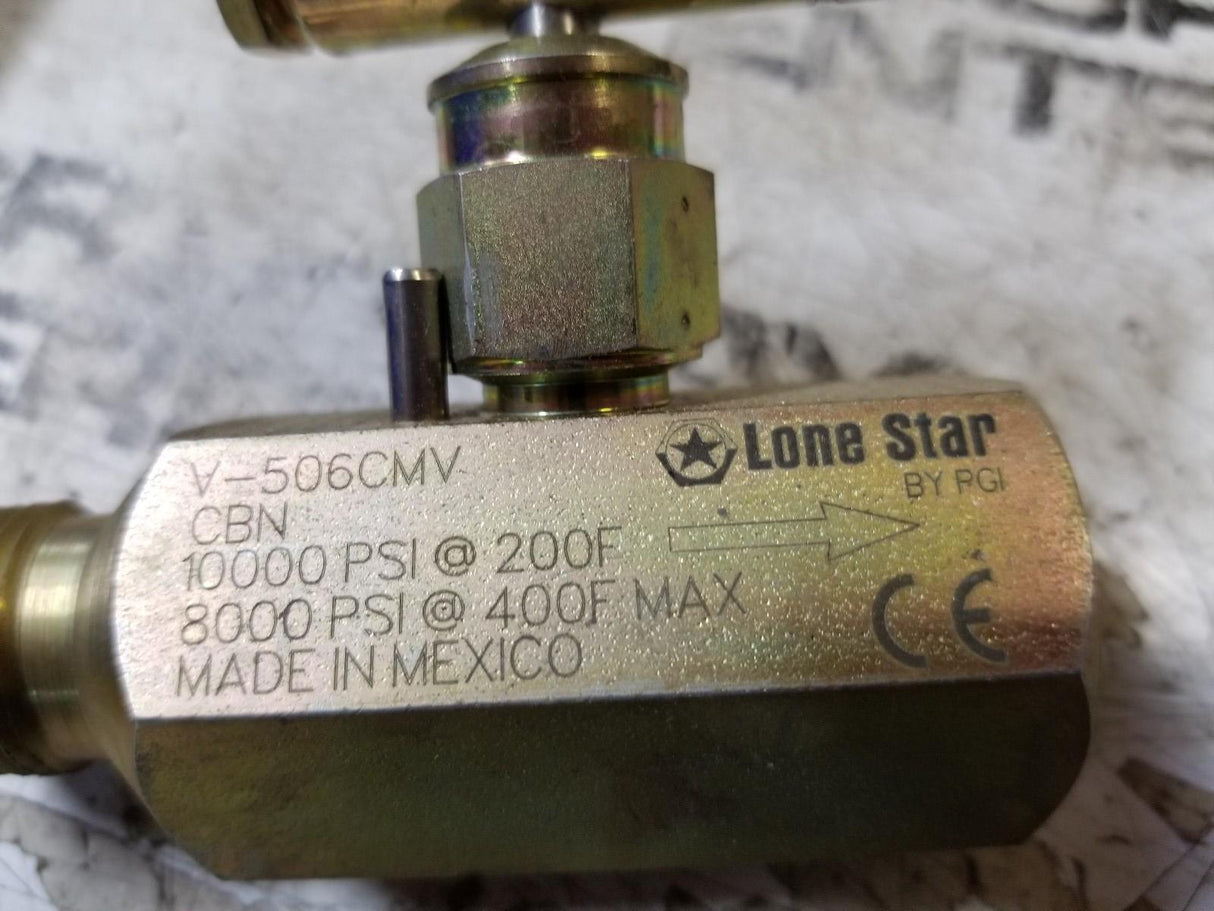 V-506CMV
CBN
10000 PSI @ 200F
8000 PSI @ 400F MAX
MADE IN MEXICO
Lone Star
BY PGI
CE